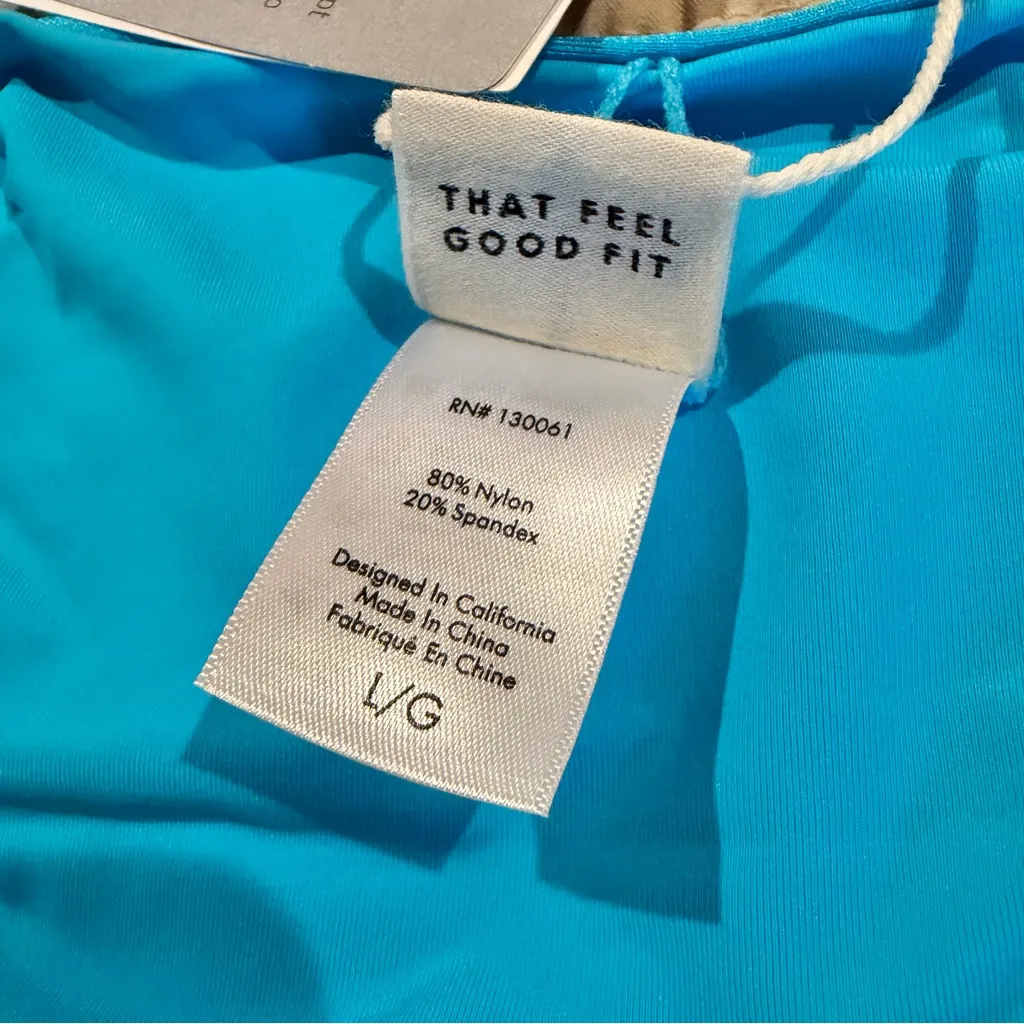 THAT FEEL
GOOD FIT
RN# 130061
80% Nylon
20% Spandex
Designed In California
Made In China
Fabriqué En Chine
L/G